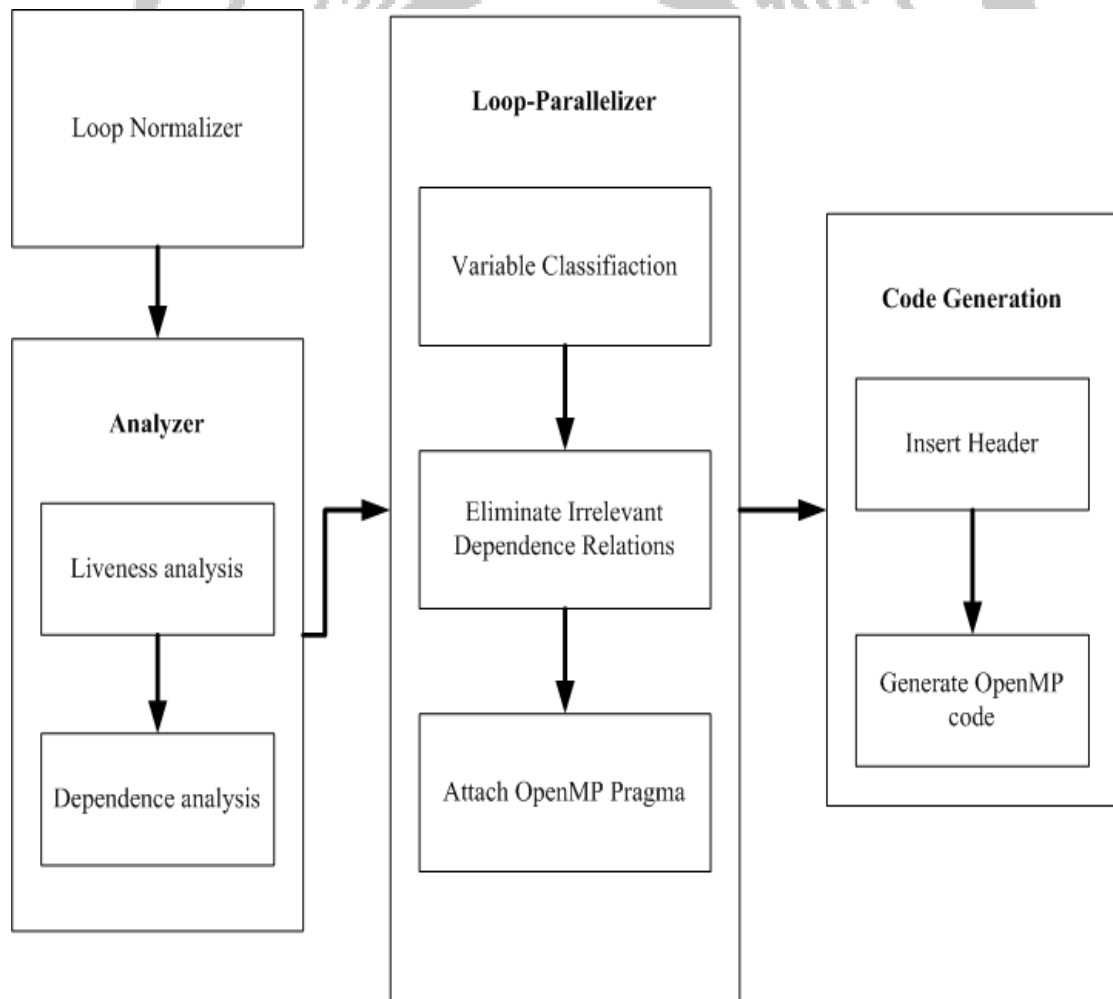 Loop Normalizer
Analyzer
Liveness analysis
Dependence analysis
Loop-Parallelizer
Variable Classifiaction
Eliminate Irrelevant
Dependence Relations
Attach OpenMP Pragma
Code Generation
Insert Header
Generate OpenMP
code